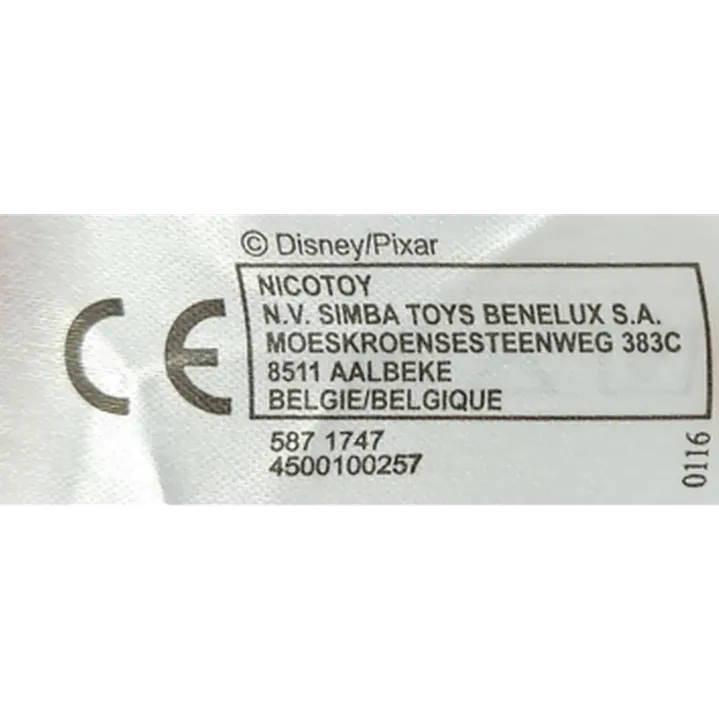 © Disney/Pixar
CE
NICOTOY
N.V. SIMBA TOYS BENELUX S.A.
MOESKROENSESTEENWEG 383C
8511 AALBEKE
BELGIE/BELGIQUE
587 1747
4500100257
0116